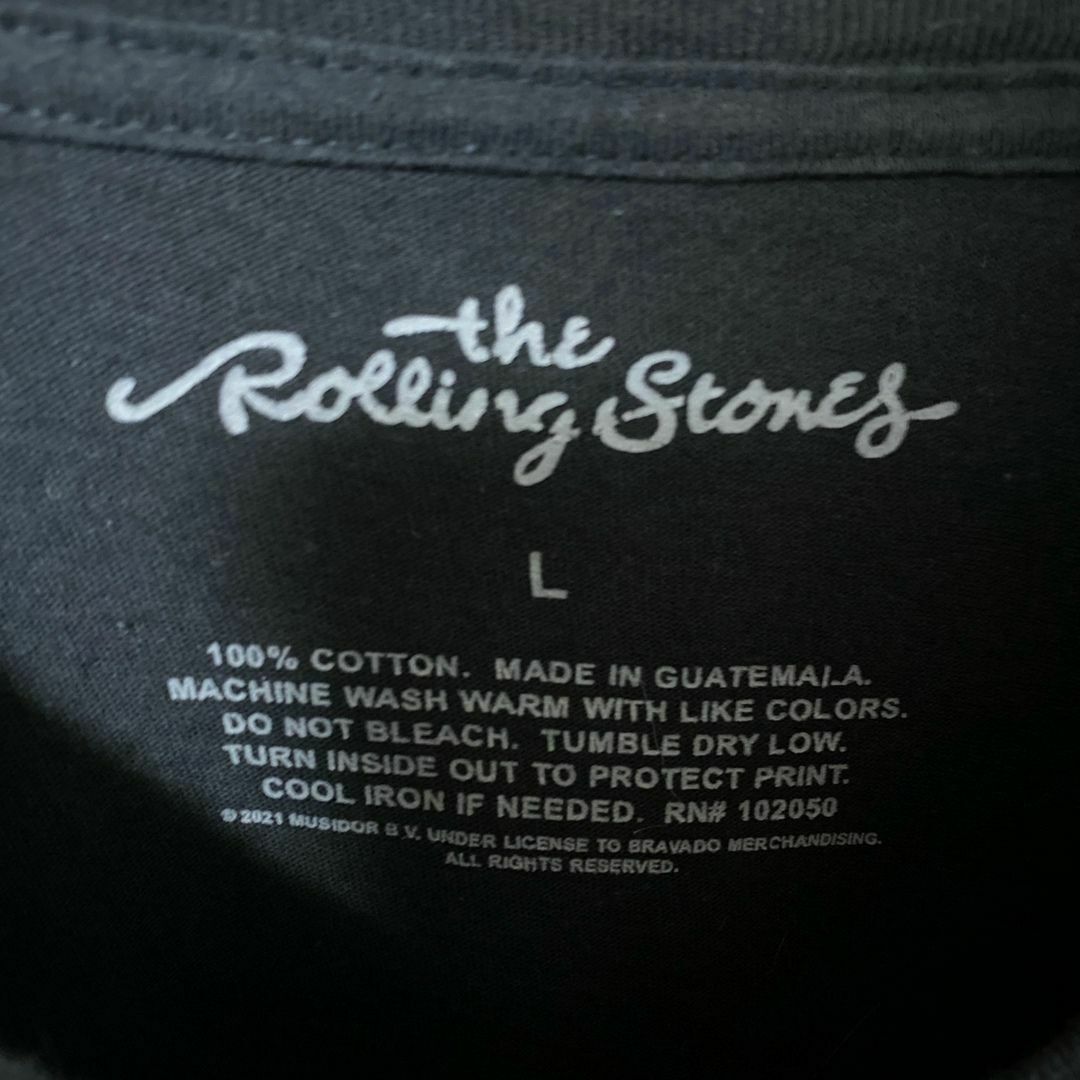 the
Rolling Stones
L
100% COTTON. MADE IN GUATEMALA.
MACHINE WASH WARM WITH LIKE COLORS.
DO NOT BLEACH. TUMBLE DRY LOW.
TURN INSIDE OUT TO PROTECT PRINT.
COOL IRON IF NEEDED. RN# 102050
© 2021 MUSIDOR B.V. UNDER LICENSE TO BRAVADO MERCHANDISING.
ALL RIGHTS RESERVED.